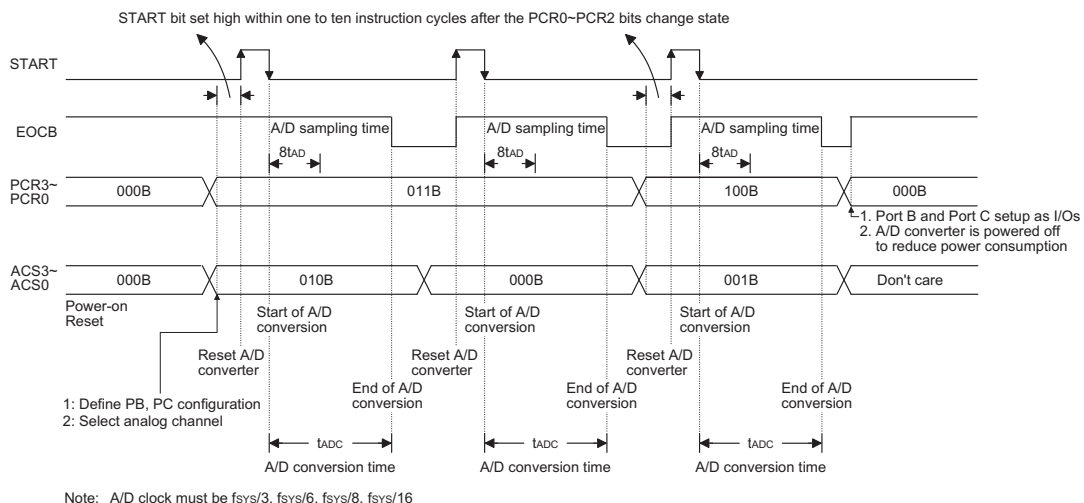 START bit set high within one to ten instruction cycles after the PCR0~PCR2 bits change state
START
EOCB
A/D sampling time
A/D sampling time
A/D sampling time
8tAD
8tAD
8tAD
PCR3~
PCR0
000B
011B
100B
000B
1. Port B and Port C setup as I/Os
2. A/D converter is powered off
to reduce power consumption
ACS3~
ACS0
000B
010B
000B
001B
Don't care
Power-on
Reset
Start of A/D
conversion
Start of A/D
conversion
Start of A/D
conversion
Reset A/D
converter
Reset A/D
converter
Reset A/D
converter
End of A/D
conversion
End of A/D
conversion
End of A/D
conversion
1: Define PB, PC configuration
2: Select analog channel
tADC
tADC
tADC
A/D conversion time
A/D conversion time
A/D conversion time
Note: A/D clock must be fSYS/3, fSYS/6, fSYS/8, fSYS/16